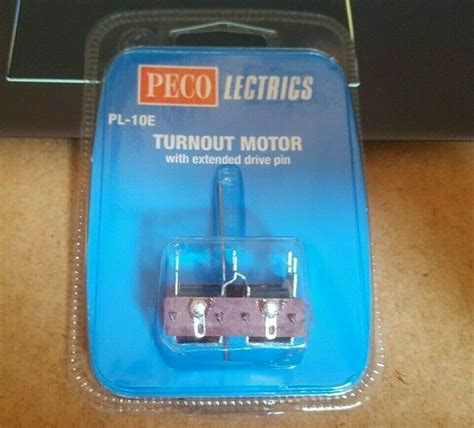 PECO LECTRICS
PL-10E
TURNOUT MOTOR
with extended drive pin